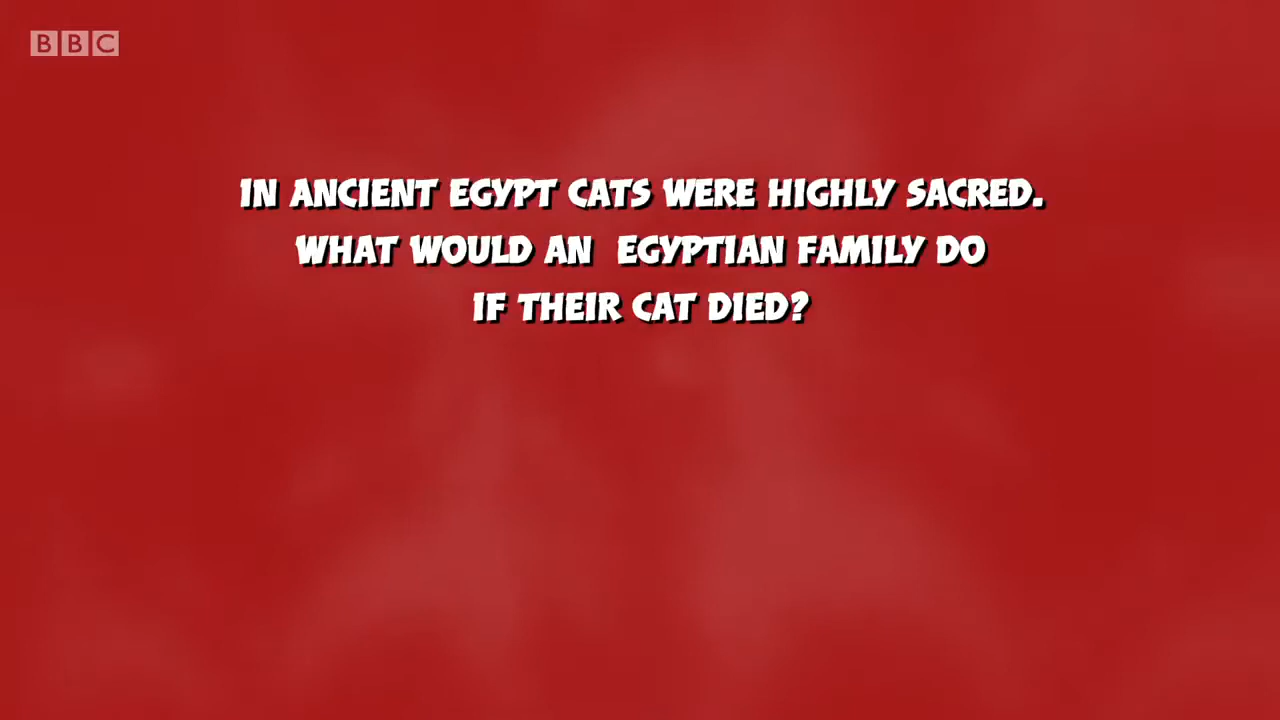 BBC
IN ANCIENT EGYPT CATS WERE HIGHLY SACRED.
WHAT WOULD AN EGYPTIAN FAMILY DO
IF THEIR CAT DIED?